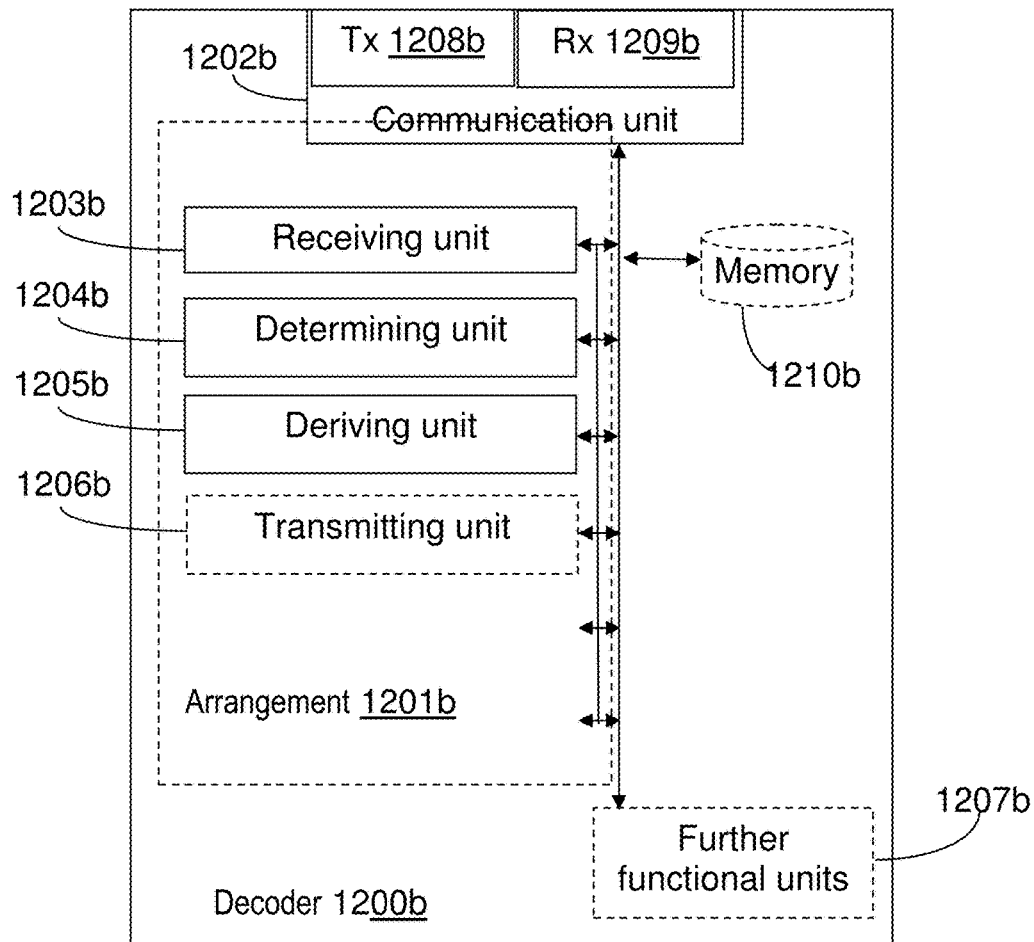 Tx 1208b
Rx 1209b
1202b
Communication unit
1203b
Receiving unit
1204b
Determining unit
Memory
1210b
1205b
Deriving unit
1206b
Transmitting unit
Arrangement 1201b
1207b
Further
functional units
Decoder 1200b